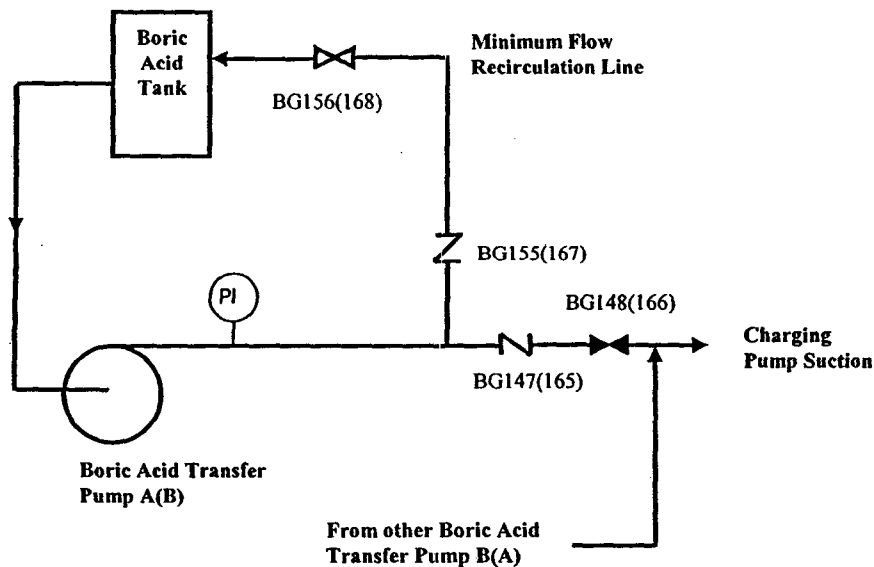 Boric
Acid
Tank
Minimum Flow
Recirculation Line
BG156(168)
BG155(167)
PI
BG148(166)
Charging
Pump Suction
BG147(165)
Boric Acid Transfer
Pump A(B)
From other Boric Acid
Transfer Pump B(A)